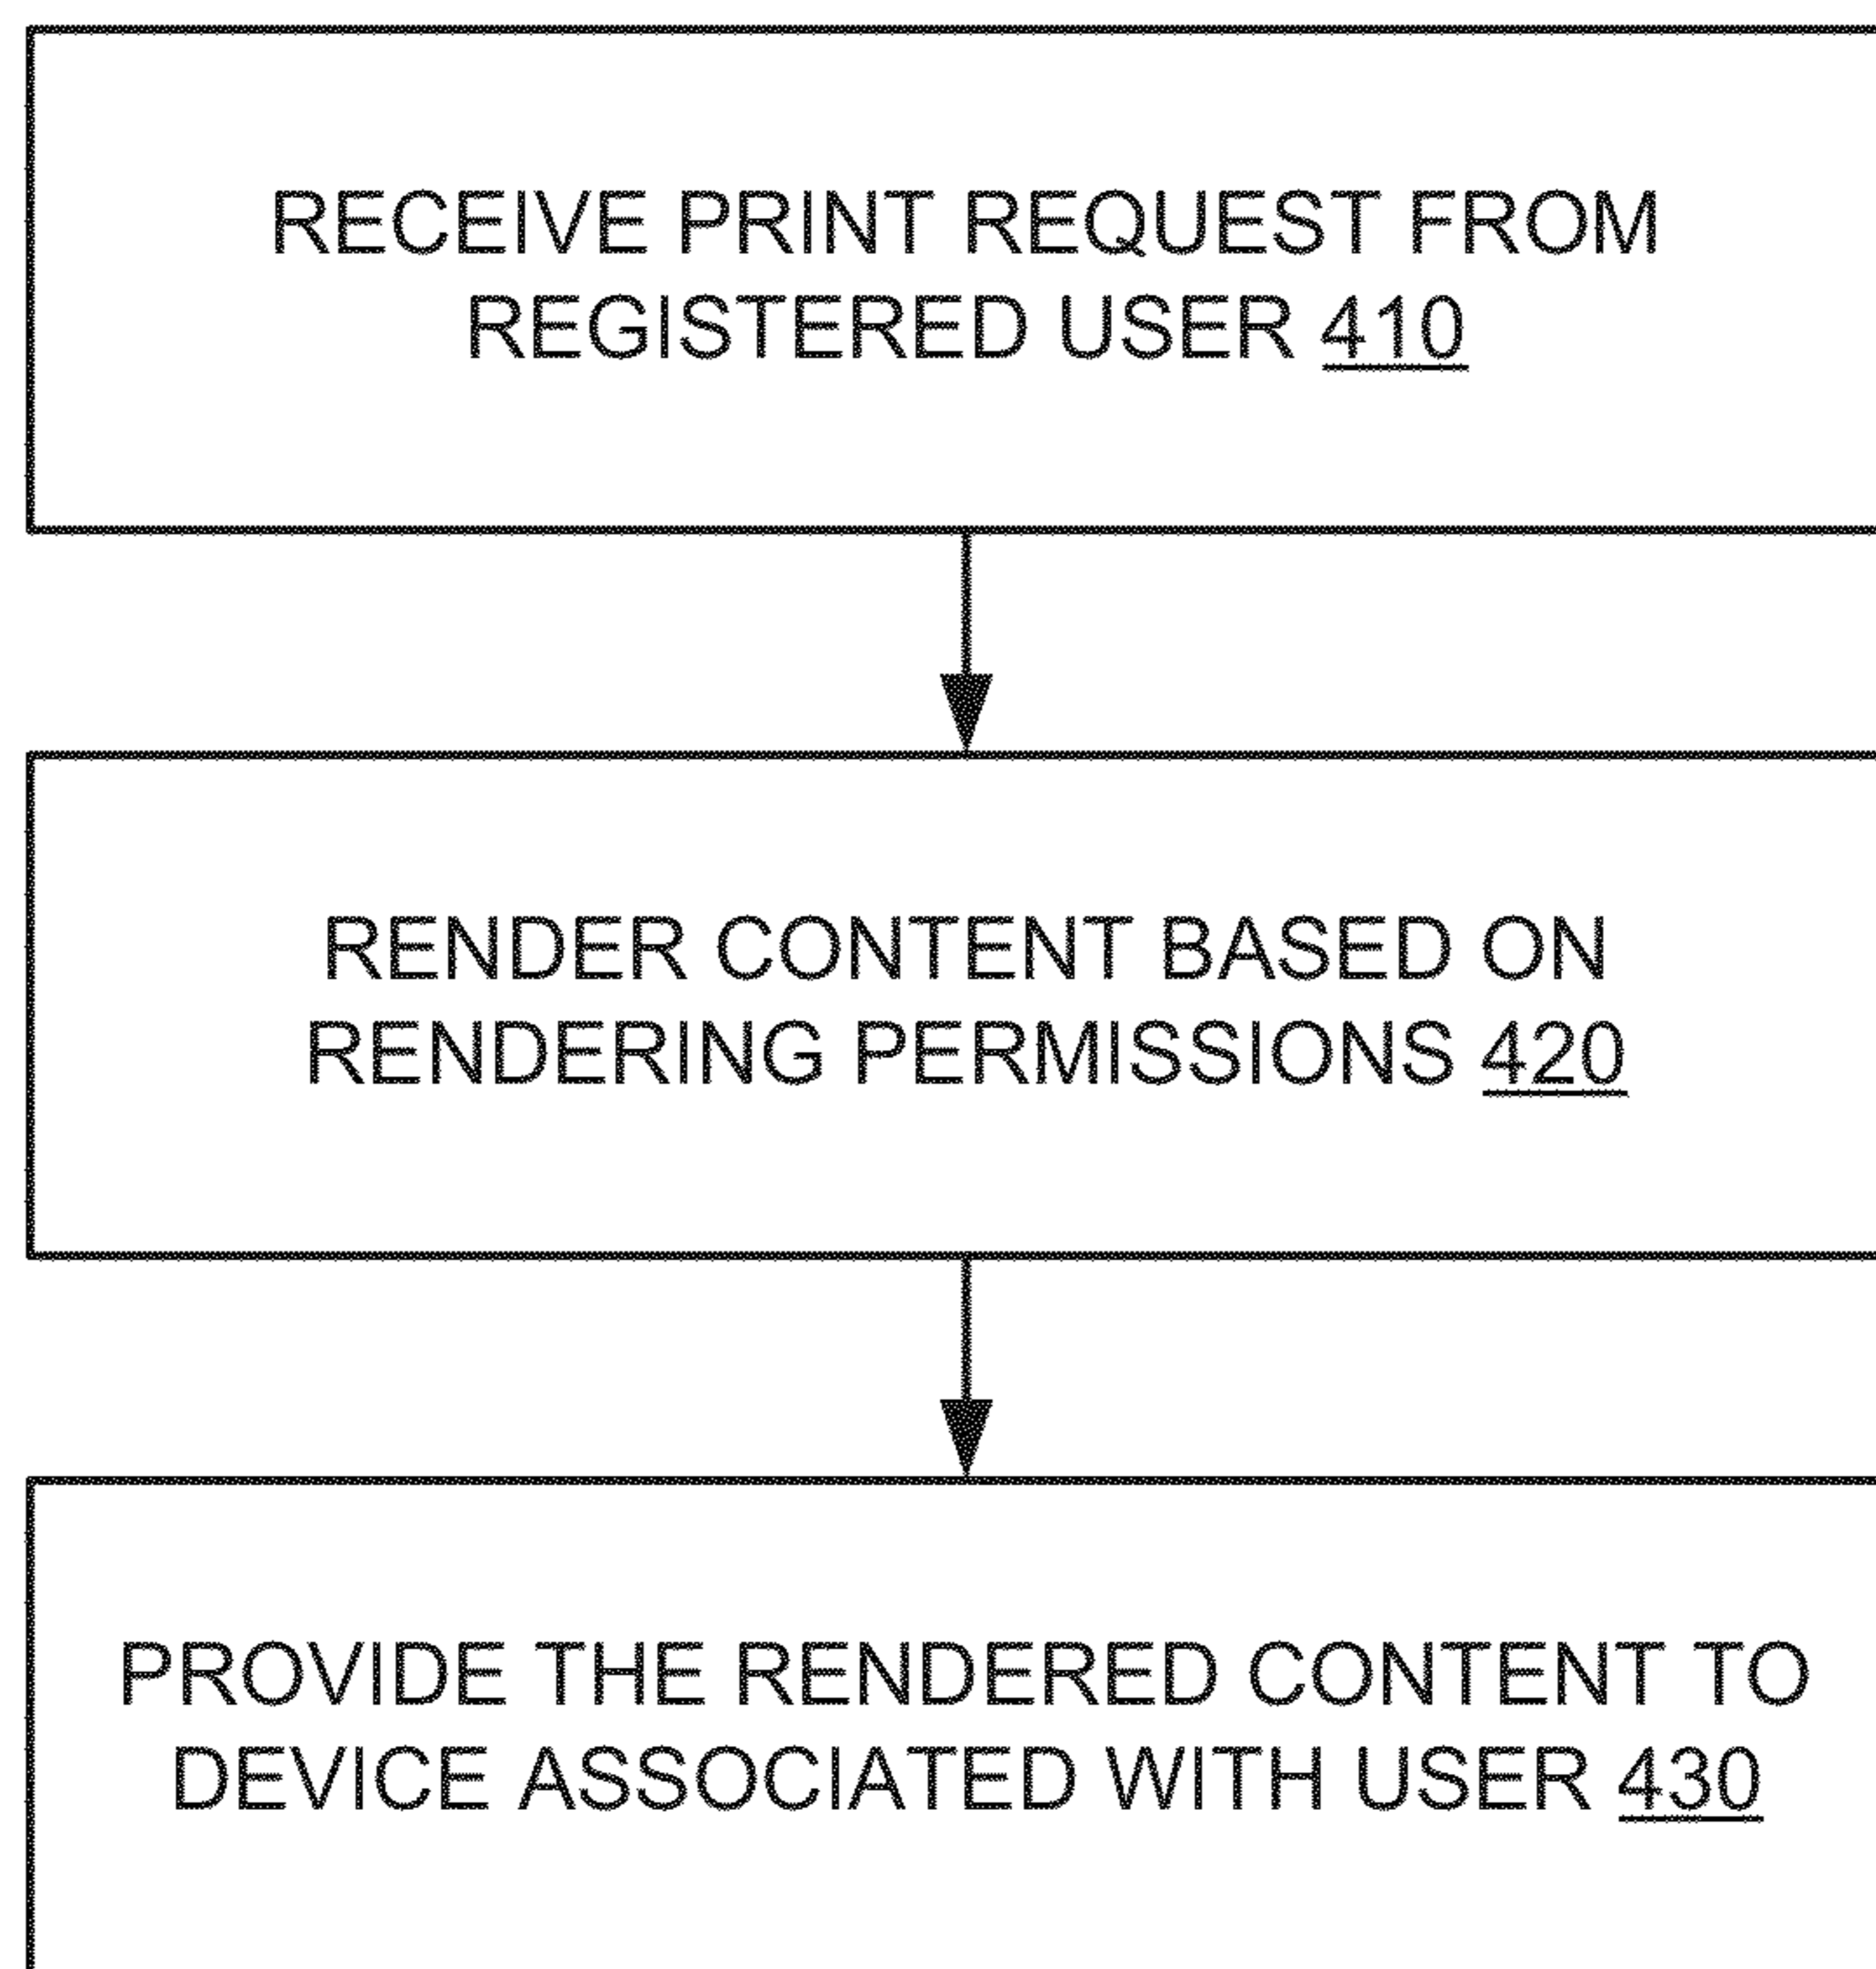 RECEIVE PRINT REQUEST FROM
REGISTERED USER 410
RENDER CONTENT BASED ON
RENDERING PERMISSIONS 420
PROVIDE THE RENDERED CONTENT TO
DEVICE ASSOCIATED WITH USER 430